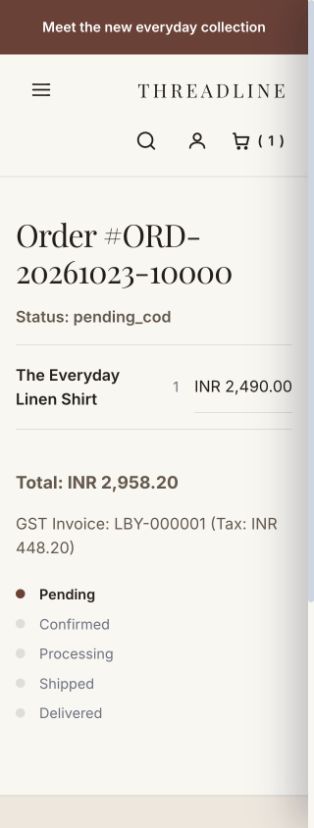 Meet the new everyday collection
THREADLINE
( 1 )
Order #ORD-
20261023-10000
Status: pending_cod
The Everyday
Linen Shirt
1
INR 2,490.00
Total: INR 2,958.20
GST Invoice: LBY-000001 (Tax: INR
448.20)
Pending
Confirmed
Processing
Shipped
Delivered